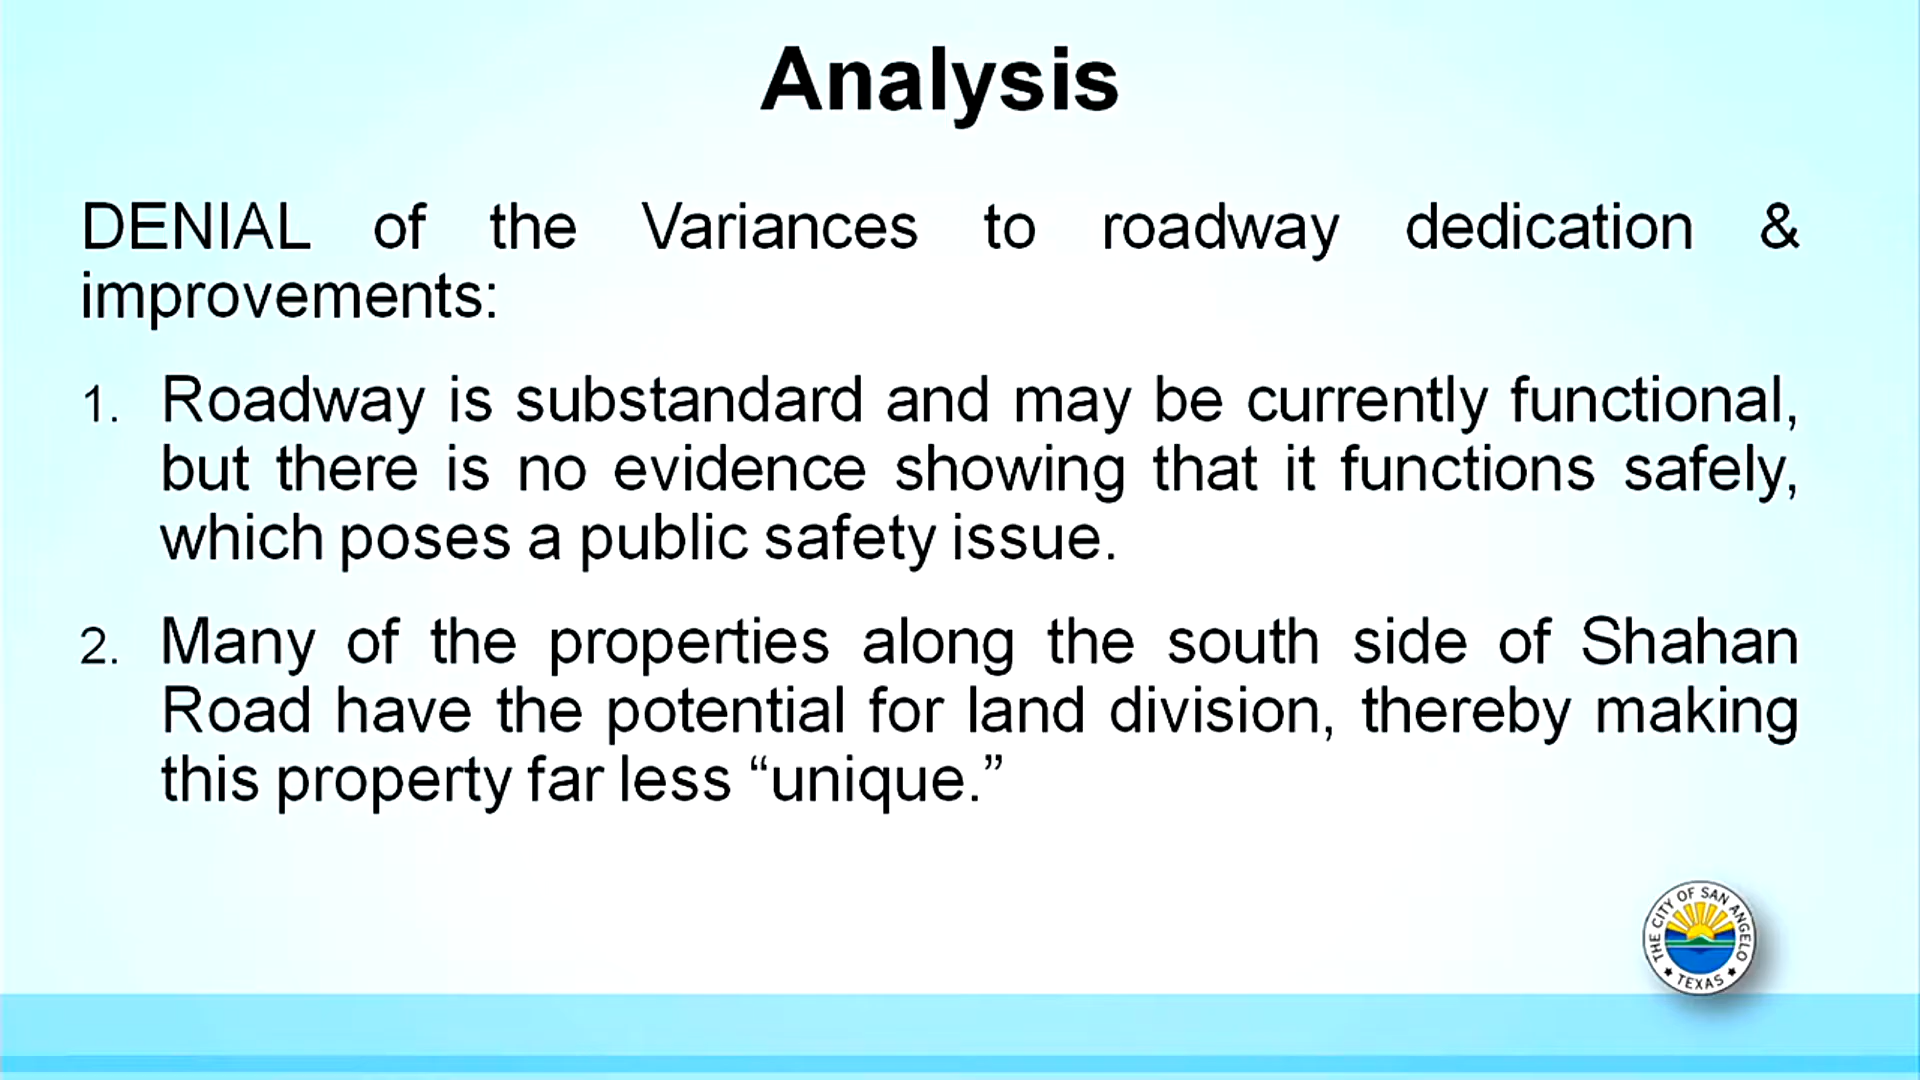 Analysis
DENIAL of the Variances to roadway dedication &
improvements:
1. Roadway is substandard and may be currently functional,
but there is no evidence showing that it functions safely,
which poses a public safety issue.
2. Many of the properties along the south side of Shahan
Road have the potential for land division, thereby making
this property far less “unique.”
THE CITY OF SAN ANGELO
TEXAS